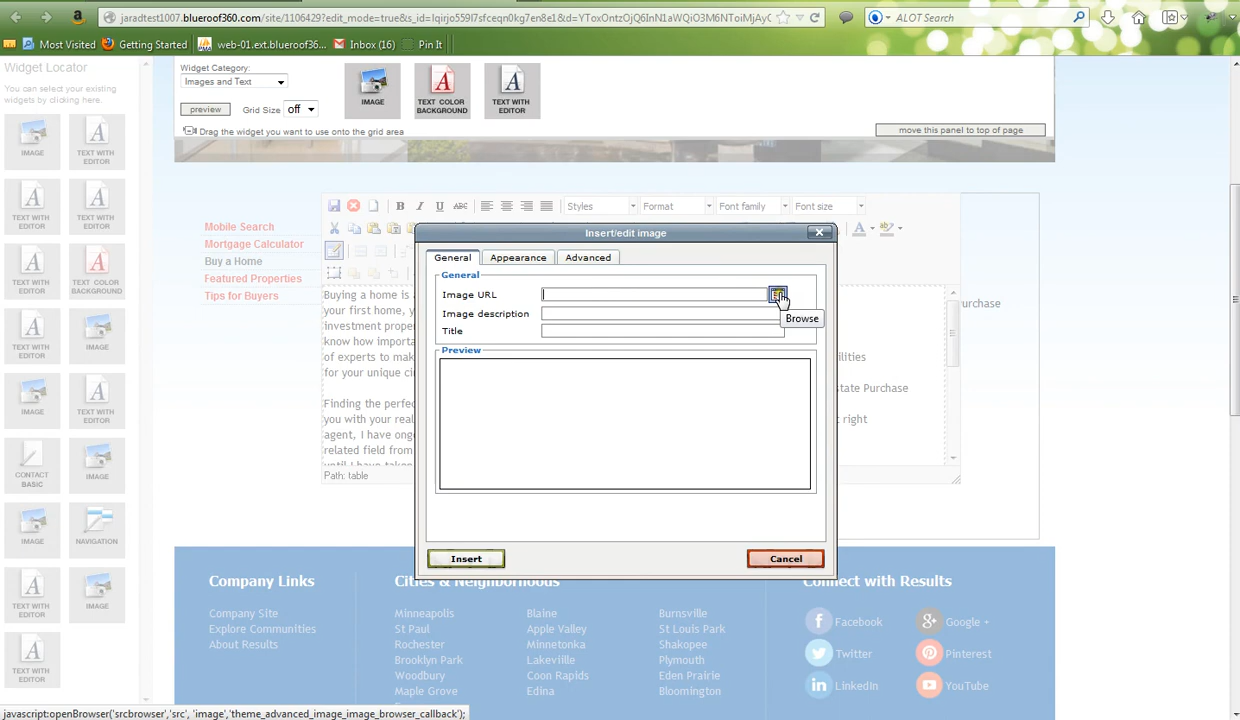 jaradtest1007.blueroof360.com/site/1106429?edit_mode=true&s_id=
ALOT Search
Most Visited
Getting Started
web-01.ext.blueroof36...
Inbox (16)
Pin It
Widget Locator
You can select your existing
widgets by clicking here.
IMAGE
TEXT WITH
EDITOR
TEXT WITH
EDITOR
TEXT WITH
EDITOR
TEXT WITH
EDITOR
TEXT COLOR
BACKGROUND
TEXT WITH
EDITOR
IMAGE
IMAGE
TEXT WITH
EDITOR
CONTACT
BASIC
IMAGE
IMAGE
NAVIGATION
TEXT WITH
EDITOR
IMAGE
TEXT WITH
EDITOR
Widget Category:
Images and Text
preview
Grid Size
off
IMAGE
TEXT COLOR
BACKGROUND
TEXT WITH
EDITOR
Drag the widget you want to use onto the grid area
move this panel to top of page
Mobile Search
Mortgage Calculator
Buy a Home
Featured Properties
Tips for Buyers
B I U ABC
Styles
Format
Font family
Font size
Buying a home is a
your first home, y
investment prope
know how importa
of experts to mak
for your unique ci
Finding the perfe
you with your real
agent, I have ong
related field from
until I have taken
Path: table
urchase
ilities
tate Purchase
t right
Insert/edit image
General
Appearance
Advanced
General
Image URL
Browse
Image description
Title
Preview
Insert
Cancel
Company Links
Company Site
Explore Communities
About Results
Cities & Neighborhoods
Minneapolis
St Paul
Rochester
Brooklyn Park
Woodbury
Maple Grove
Blaine
Apple Valley
Minnetonka
Lakeville
Coon Rapids
Edina
Burnsville
St Louis Park
Shakopee
Plymouth
Eden Prairie
Bloomington
Connect with Results
Facebook
Google +
Twitter
Pinterest
LinkedIn
YouTube
javascript:openBrowser('srcbrowser','src', 'image','theme_advanced_image_image_browser_callback');